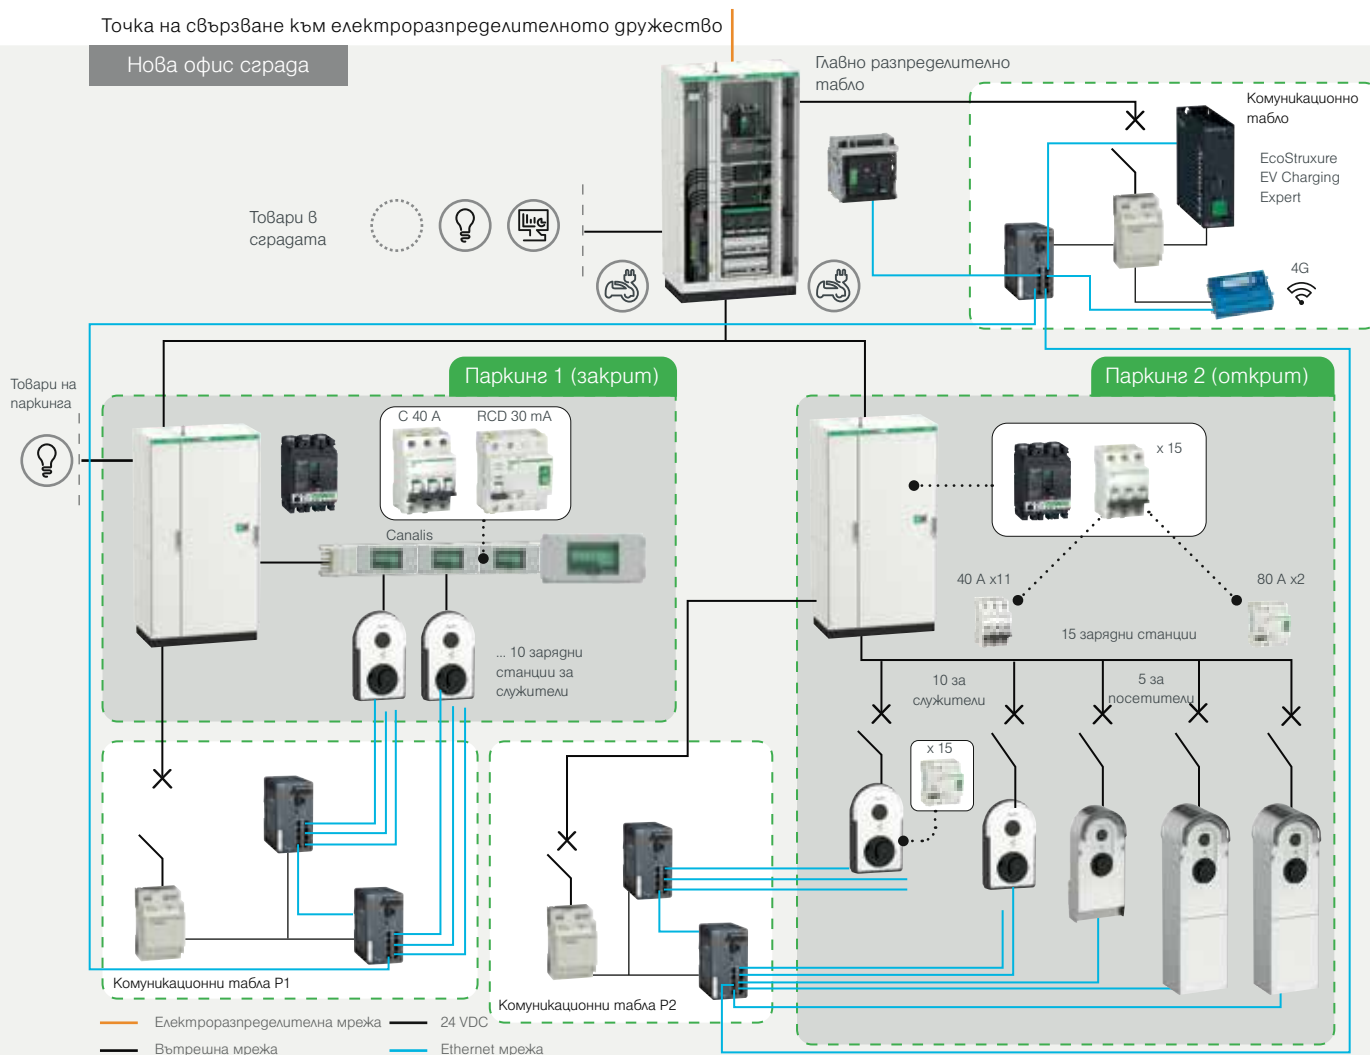 Точка на свързване към електроразпределителното дружество
Нова офис сграда
Главно разпределително
табло
Комуникационно
табло
EcoStruxure
EV Charging
Expert
4G
Товари в
сградата
Товари на
паркинга
Паркинг 1 (закрит)
C 40 A
RCD 30 mA
Canalis
... 10 зарядни
станции за
служители
Паркинг 2 (открит)
x 15
40 A x11
80 A x2
15 зарядни станции
10 за
служители
5 за
посетители
x 15
Комуникационни табла P1
Комуникационни табла P2
Електроразпределителна мрежа
24 VDC
Вътрешна мрежа
Ethernet мрежа